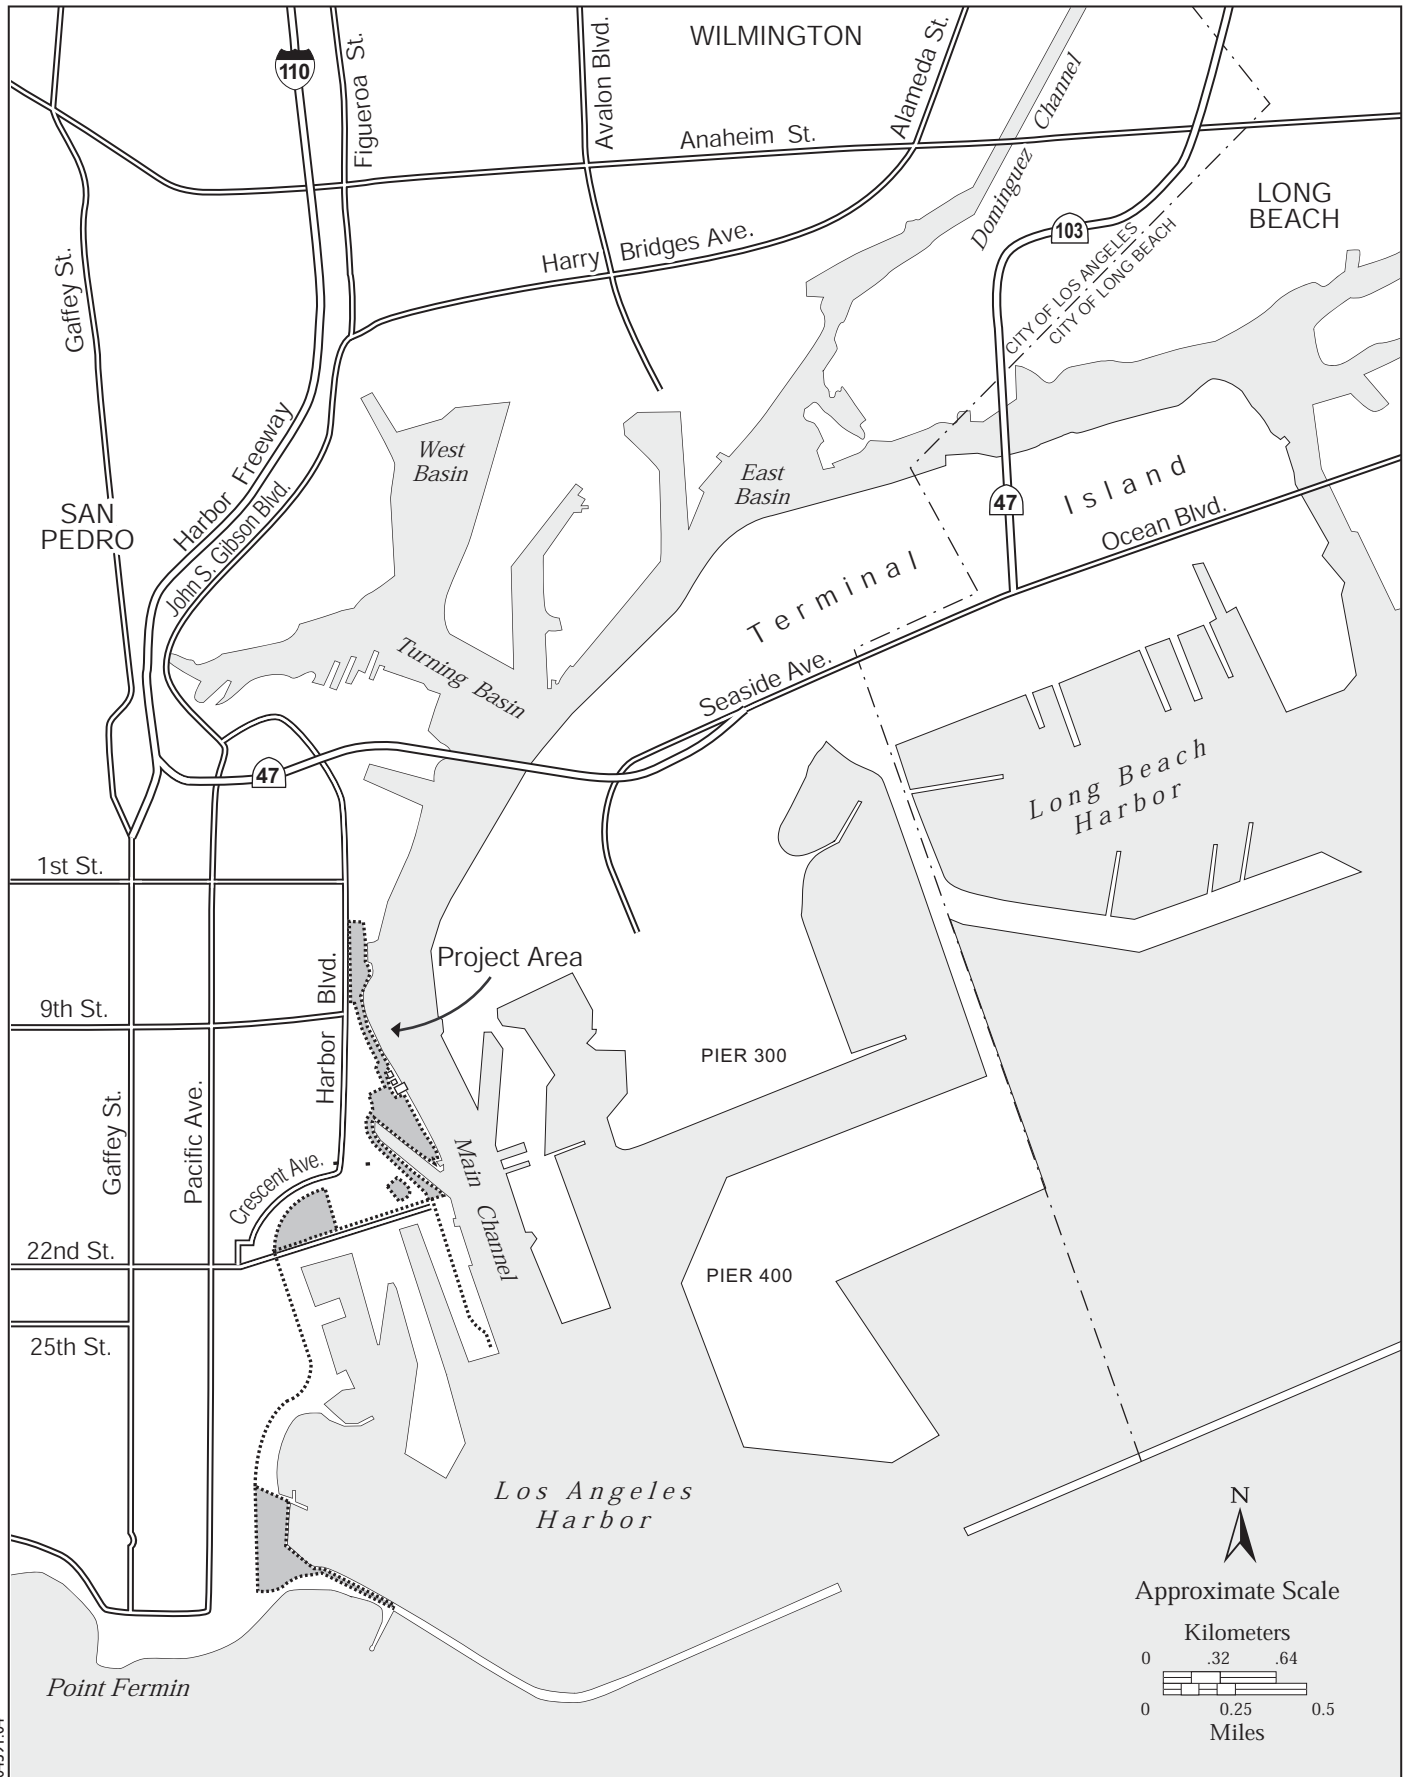 WILMINGTON
110
Figueroa St.
Avalon Blvd.
Alameda St.
Dominguez Channel
Anaheim St.
LONG
BEACH
103
Harry Bridges Ave.
Gaffey St.
CITY OF LOS ANGELES
CITY OF LONG BEACH
West
Basin
East
Basin
Harbor Freeway
John S. Gibson Blvd.
SAN
PEDRO
47
Island
Ocean Blvd.
Terminal
Turning Basin
Seaside Ave.
47
Long Beach
Harbor
1st St.
Project Area
9th St.
Harbor Blvd.
PIER 300
Gaffey St.
Pacific Ave.
Crescent Ave.
Main Channel
22nd St.
PIER 400
25th St.
Los Angeles
Harbor
N
Approximate Scale
Kilometers
0 .32 .64
0 0.25 0.5
Miles
Point Fermin